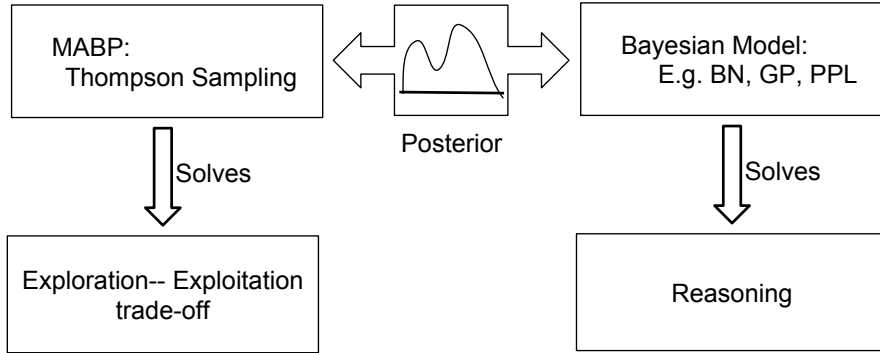 MABP:
Thompson Sampling
Bayesian Model:
E.g. BN, GP, PPL
Posterior
Solves
Solves
Exploration-- Exploitation
trade-off
Reasoning